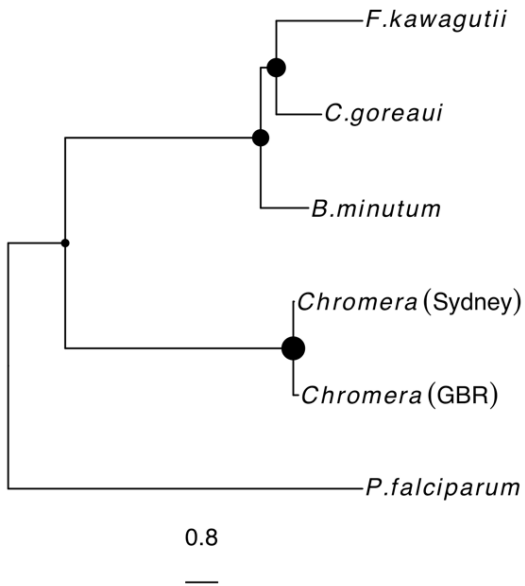 F.kawagutii
C.goreaui
B.minutum
Chromera (Sydney)
Chromera (GBR)
P.falciparum
0.8